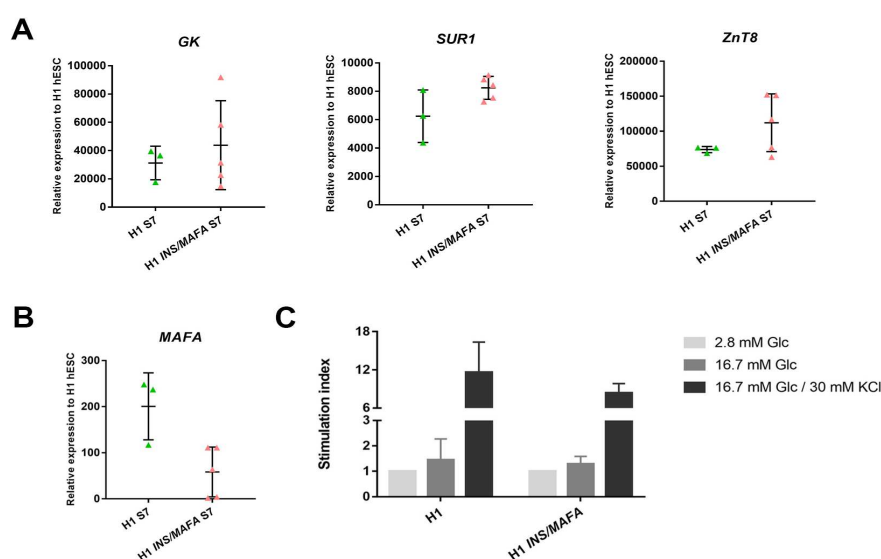 A
GK
Relative expression to H1 hESC
100000
80000
60000
40000
20000
0
H1 S7
H1 INS/MAFA S7
SUR1
Relative expression to H1 hESC
10000
8000
6000
4000
2000
0
H1 S7
H1 INS/MAFA S7
ZnT8
Relative expression to H1 hESC
200000
150000
100000
50000
0
H1 S7
H1 INS/MAFA S7
B
MAFA
Relative expression to H1 hESC
300
200
100
0
H1 S7
H1 INS/MAFA S7
C
Stimulation index
18
12
6
3
2
1
0
H1
H1 INS/MAFA
2.8 mM Glc
16.7 mM Glc
16.7 mM Glc / 30 mM KCl